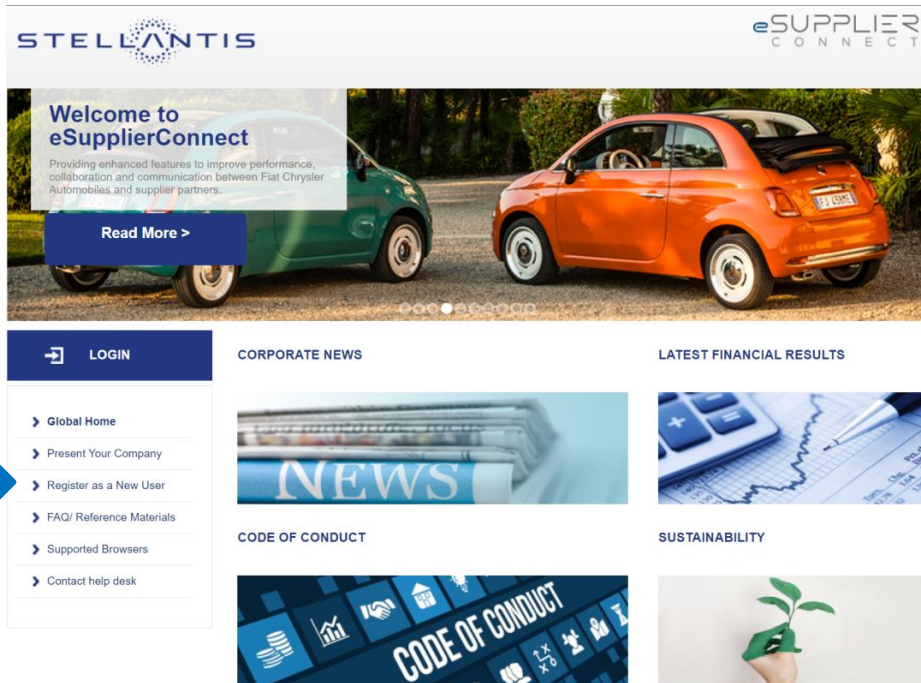 STELLANTIS
eSUPPLIER
CONNECT
Welcome to
eSupplierConnect
Providing enhanced features to improve performance,
collaboration and communication between Fiat Chrysler
Automobiles and supplier partners.
Read More >
LOGIN
Global Home
Present Your Company
Register as a New User
FAQ/ Reference Materials
Supported Browsers
Contact help desk
CORPORATE NEWS
NEWS
LATEST FINANCIAL RESULTS
CODE OF CONDUCT
CODE OF CONDUCT
SUSTAINABILITY